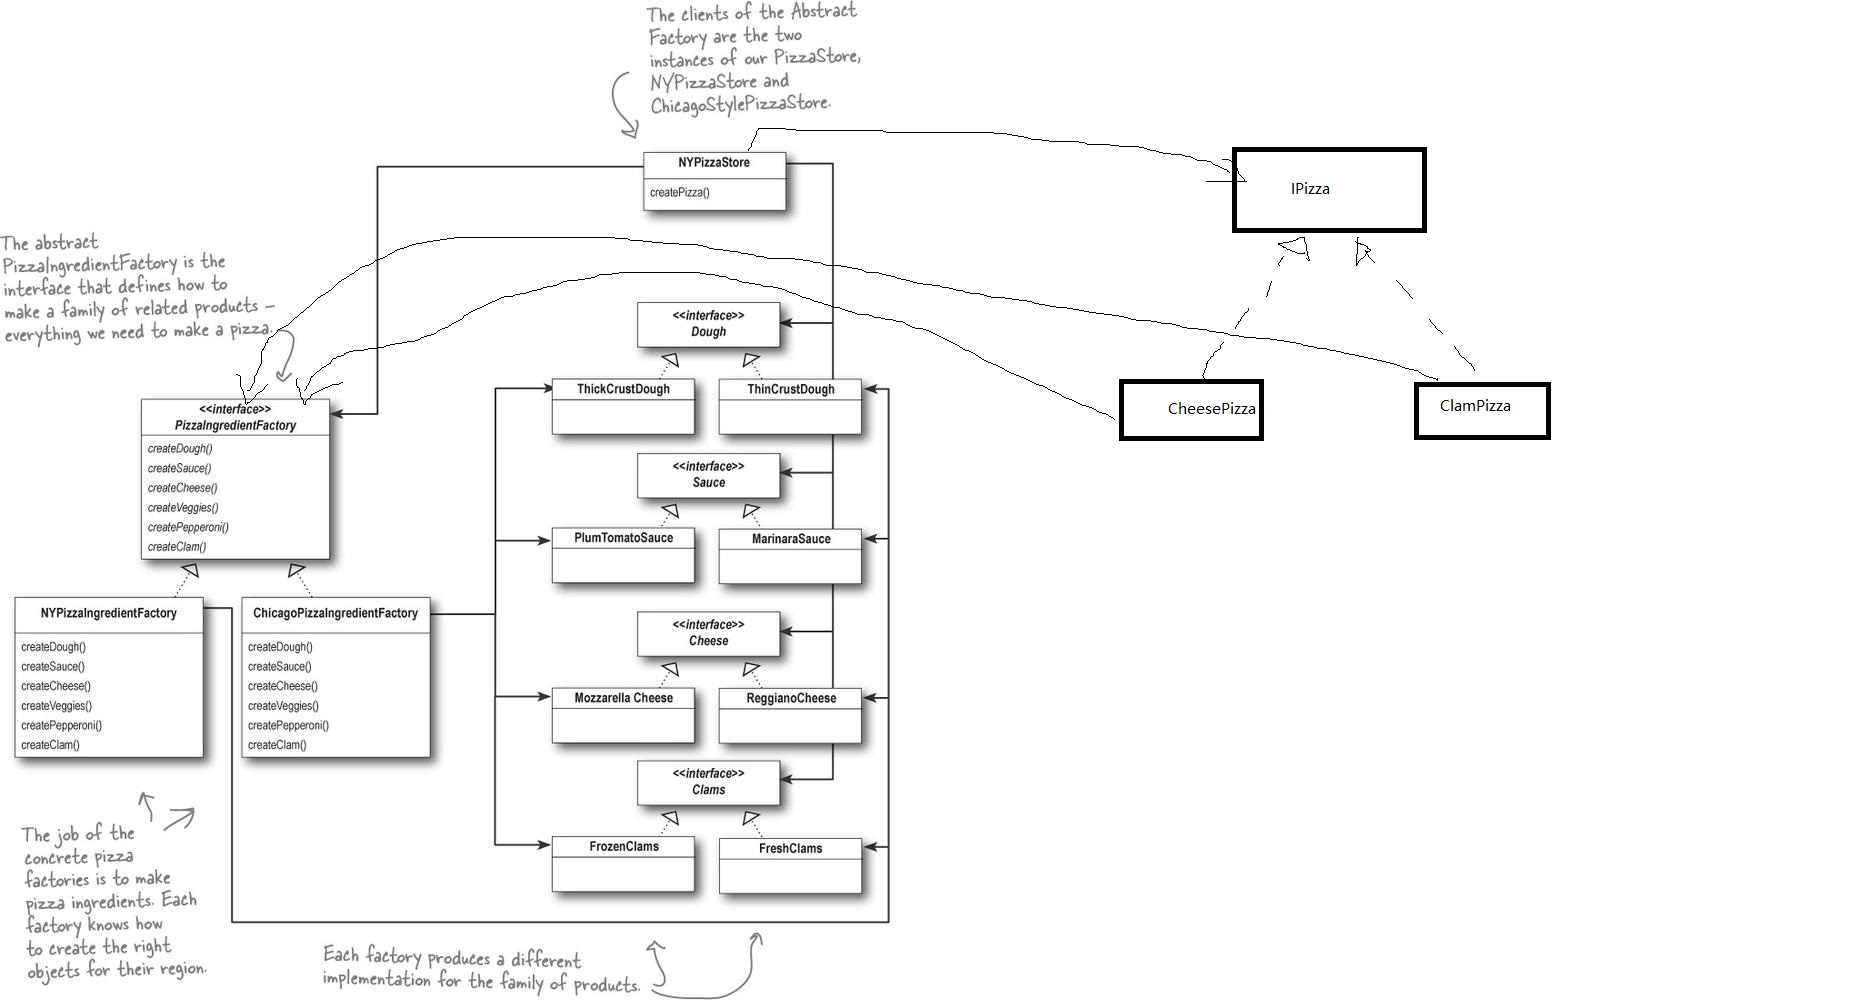 The clients of the Abstract
Factory are the two
instances of our PizzaStore,
NYPizzaStore and
ChicagoStylePizzaStore.
NYPizzaStore
createPizza()
IPizza
The abstract
PizzaIngredientFactory is the
interface that defines how to
make a family of related products –
everything we need to make a pizza.
<<interface>>
Dough
ThickCrustDough
ThinCrustDough
CheesePizza
ClamPizza
<<interface>>
PizzaIngredientFactory
createDough()
createSauce()
createCheese()
createVeggies()
createPepperoni()
createClam()
<<interface>>
Sauce
PlumTomatoSauce
MarinaraSauce
NYPizzaIngredientFactory
createDough()
createSauce()
createCheese()
createVeggies()
createPepperoni()
createClam()
ChicagoPizzaIngredientFactory
createDough()
createSauce()
createCheese()
createVeggies()
createPepperoni()
createClam()
<<interface>>
Cheese
Mozzarella Cheese
ReggianoCheese
<<interface>>
Clams
FrozenClams
FreshClams
The job of the
concrete pizza
factories is to make
pizza ingredients. Each
factory knows how
to create the right
objects for their region.
Each factory produces a different
implementation for the family of products.